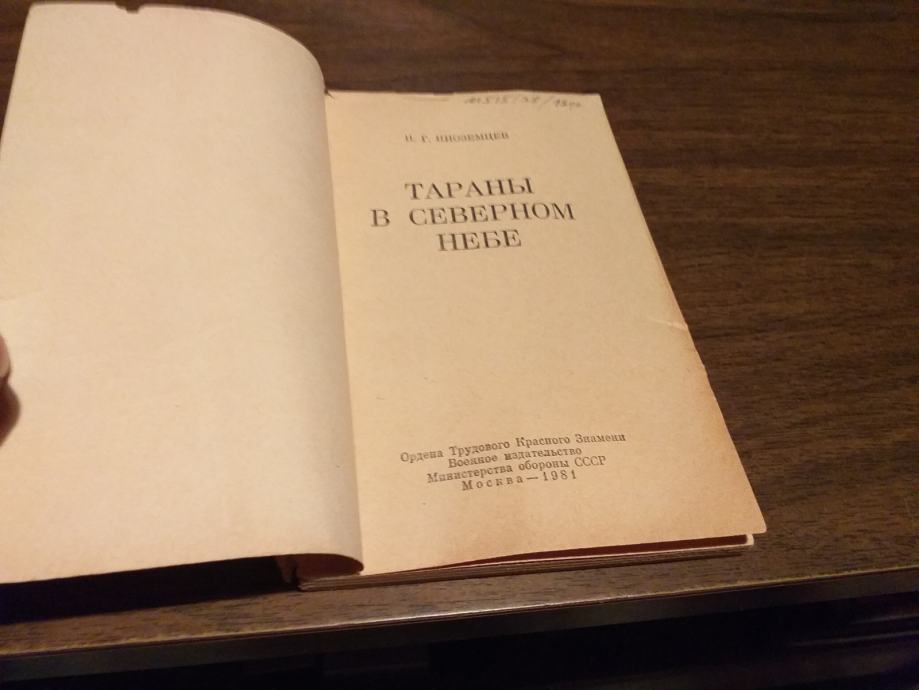 И. Г. ИНОЗЕМЦЕВ
ТАРАНЫ
В СЕВЕРНОМ
НЕБЕ
Ордена Трудового Красного Знамени
Военное издательство
Министерства обороны СССР
Москва — 1981